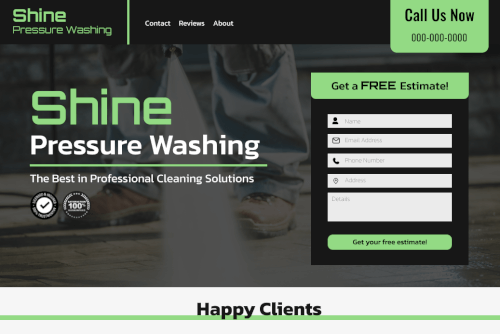 Shine
Pressure Washing
Contact Reviews About
Call Us Now
000-000-0000
Shine
Pressure Washing
The Best in Professional Cleaning Solutions
100%
Get a FREE Estimate!
Name
Email Address
Phone Number
Address
Details
Get your free estimate!
Happy Clients